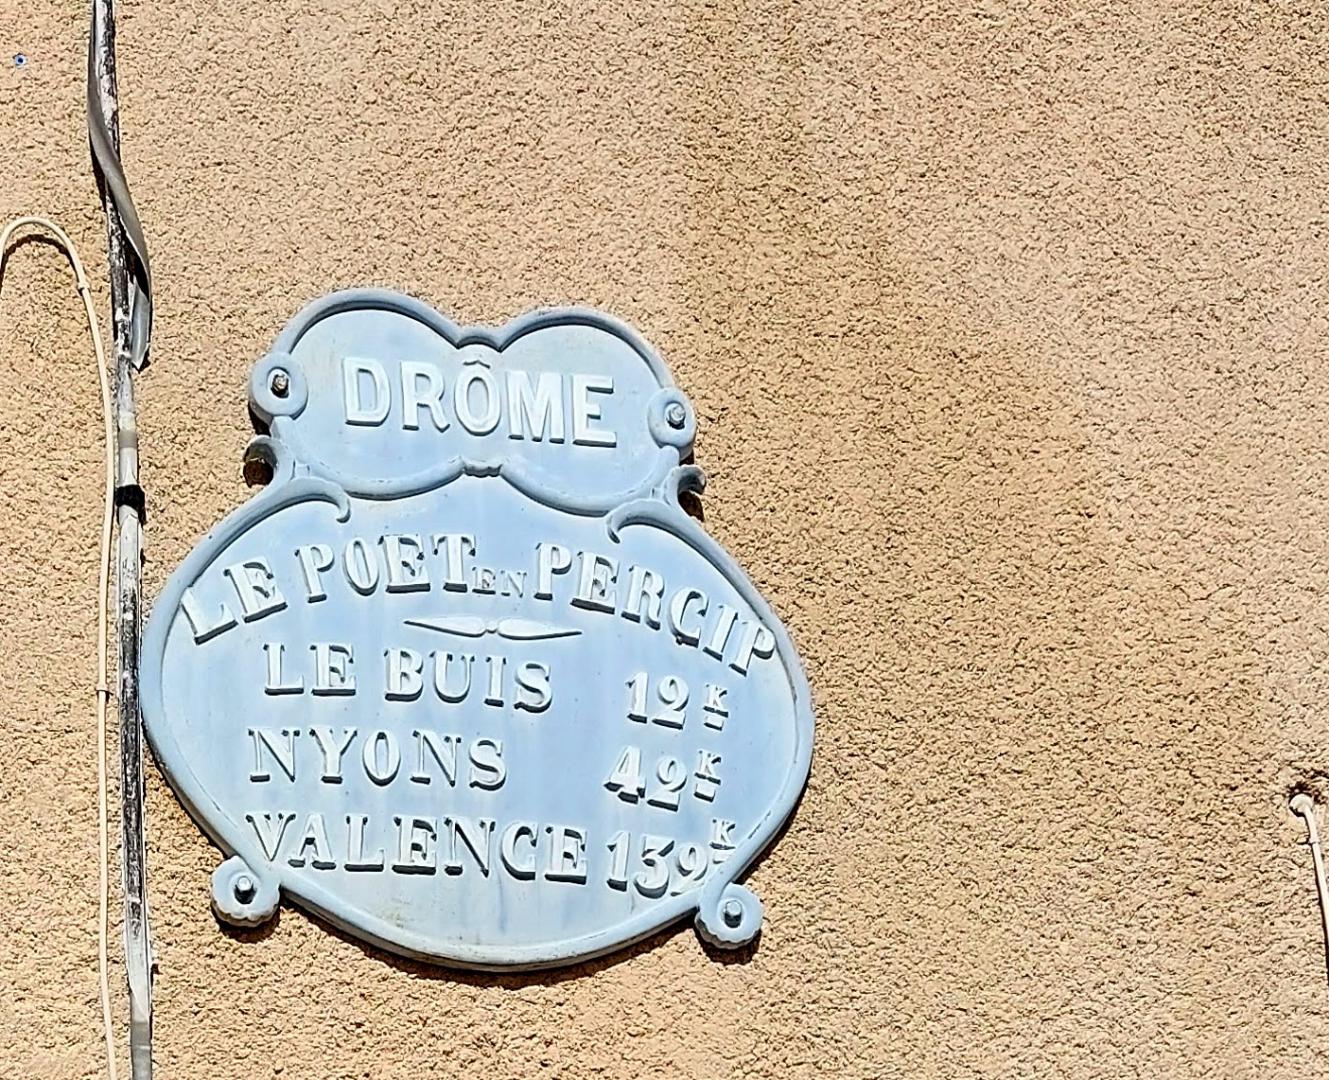 DRÔME
LE POET EN PERCIP
LE BUIS 12K
NYONS 42K
VALENCE 139K